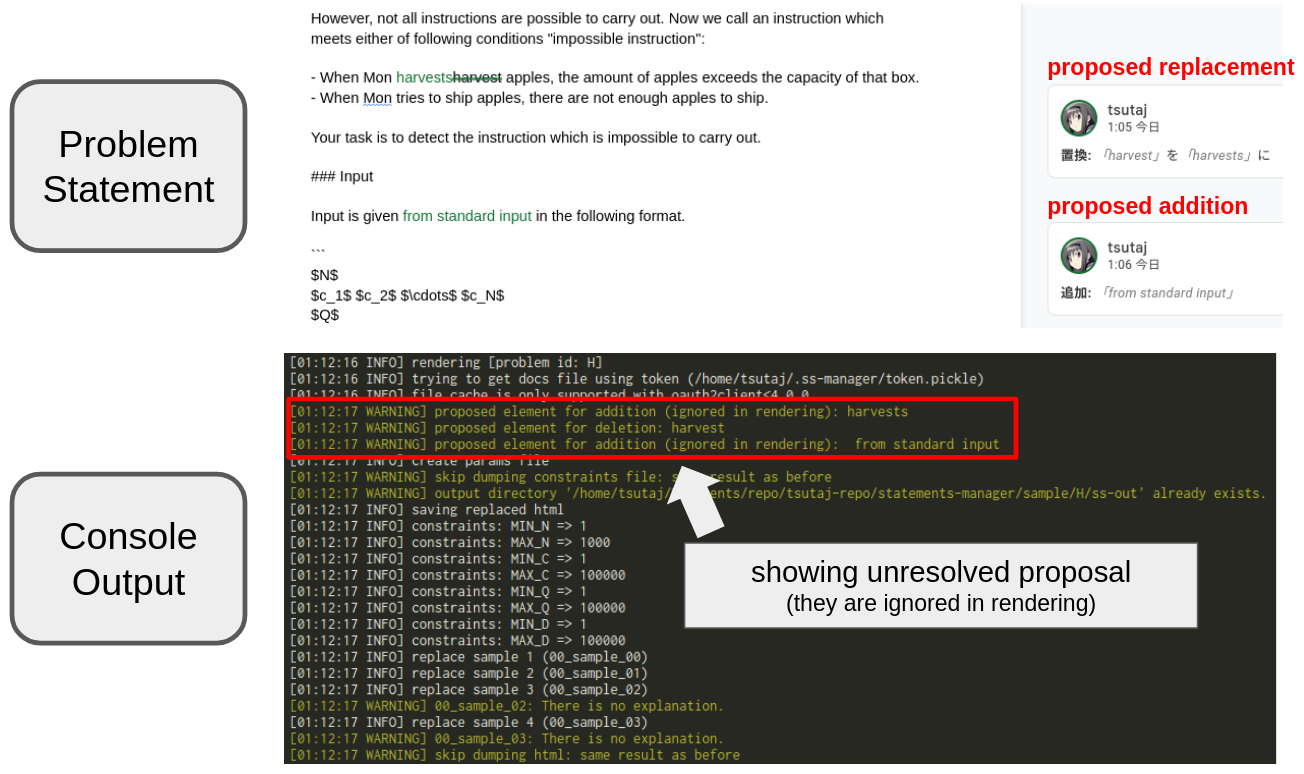 Problem
Statement
However, not all instructions are possible to carry out. Now we call an instruction which
meets either of following conditions "impossible instruction":
- When Mon harvestsharvest apples, the amount of apples exceeds the capacity of that box.
- When Mon tries to ship apples, there are not enough apples to ship.
Your task is to detect the instruction which is impossible to carry out.
### Input
Input is given from standard input in the following format.
```
$N$
$c_1$ $c_2$ $\cdots$ $c_N$
$Q$
proposed replacement
tsutaj
1:05 今日
置換: 「harvest」を 「harvests」に
proposed addition
tsutaj
1:06 今日
追加: 「from standard input」
Console
Output
[01:12:16 INFO] rendering [problem id: H]
[01:12:16 INFO] trying to get docs file using token (/home/tsutaj/.ss-manager/token.pickle)
[01:12:16 INFO] file_cache is only supported with oauth2client<4.0.0
[01:12:17 WARNING] proposed element for addition (ignored in rendering): harvests
[01:12:17 WARNING] proposed element for deletion: harvest
[01:12:17 WARNING] proposed element for addition (ignored in rendering):  from standard input
[01:12:17 INFO] create params file
[01:12:17 WARNING] skip dumping constraints file: result as before
[01:12:17 WARNING] output directory '/home/tsutaj/ents/repo/tsutaj-repo/statements-manager/sample/H/ss-out' already exists.
[01:12:17 INFO] saving replaced html
[01:12:17 INFO] constraints: MIN_N => 1
[01:12:17 INFO] constraints: MAX_N => 1000
[01:12:17 INFO] constraints: MIN_C => 1
[01:12:17 INFO] constraints: MAX_C => 100000
[01:12:17 INFO] constraints: MIN_Q => 1
[01:12:17 INFO] constraints: MAX_Q => 100000
[01:12:17 INFO] constraints: MIN_D => 1
[01:12:17 INFO] constraints: MAX_D => 100000
[01:12:17 INFO] replace sample 1 (00_sample_00)
[01:12:17 INFO] replace sample 2 (00_sample_01)
[01:12:17 INFO] replace sample 3 (00_sample_02)
[01:12:17 WARNING] 00_sample_02: There is no explanation.
[01:12:17 INFO] replace sample 4 (00_sample_03)
[01:12:17 WARNING] 00_sample_03: There is no explanation.
[01:12:17 WARNING] skip dumping html: same result as before
showing unresolved proposal
(they are ignored in rendering)